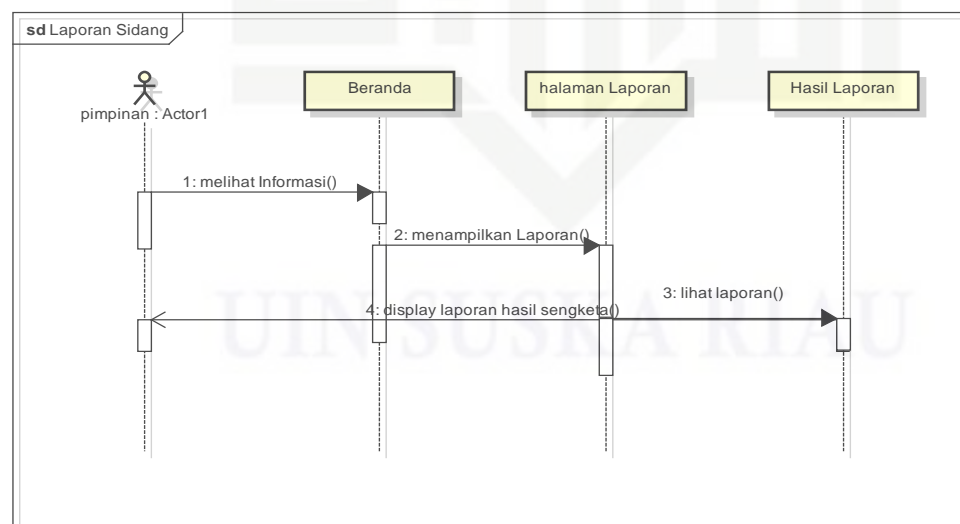 sd Laporan Sidang
pimpinan : Actor1
Beranda
halaman Laporan
Hasil Laporan
1: melihat Informasi()
2: menampilkan Laporan()
3: lihat laporan()
4: display laporan hasil sengketa()
UIN SUSKA RIAU